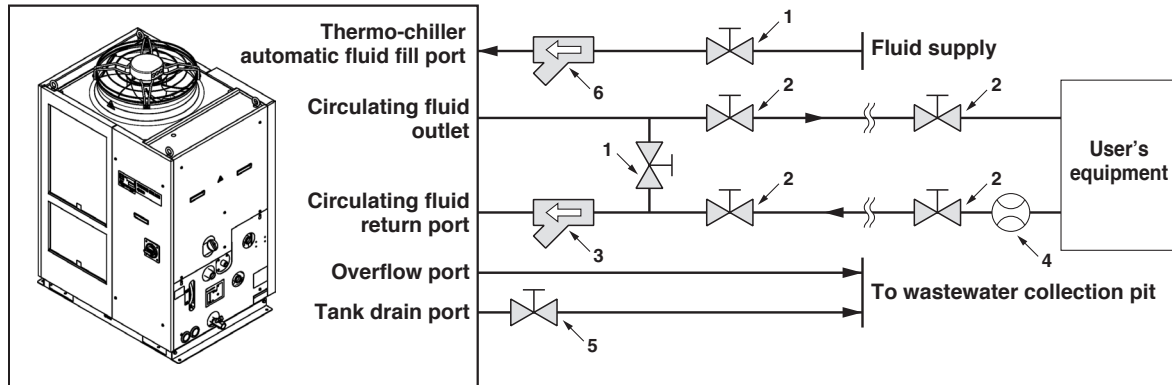 Thermo-chiller
automatic fluid fill port
1
Fluid supply
6
Circulating fluid
outlet
2
2
1
User's
equipment
Circulating fluid
return port
2
2
3
4
Overflow port
To wastewater collection pit
Tank drain port
5